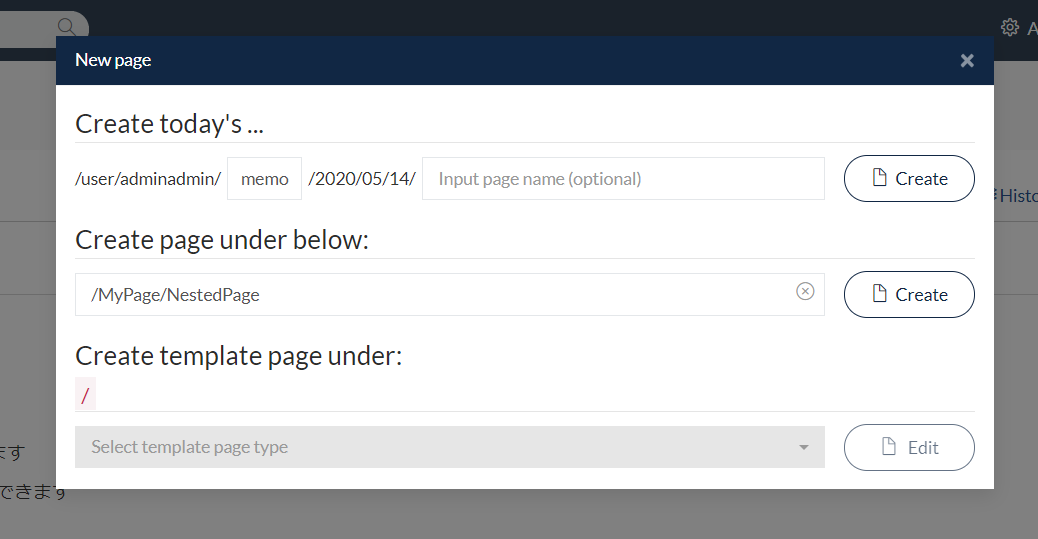 A
New page
Create today's ...
/user/adminadmin/ memo /2020/05/14/ Input page name (optional) Create
Histo
Create page under below:
/MyPage/NestedPage Create
Create template page under:
/
Select template page type Edit
ます
できます